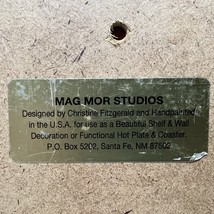 MAG MOR STUDIOS
Designed by Christine Fitzgerald and Handpainted
in the U.S.A. for use as a Beautiful Shelf & Wall
Decoration or Functional Hot Plate & Coaster.
P.O. Box 5202, Santa Fe, NM 87502